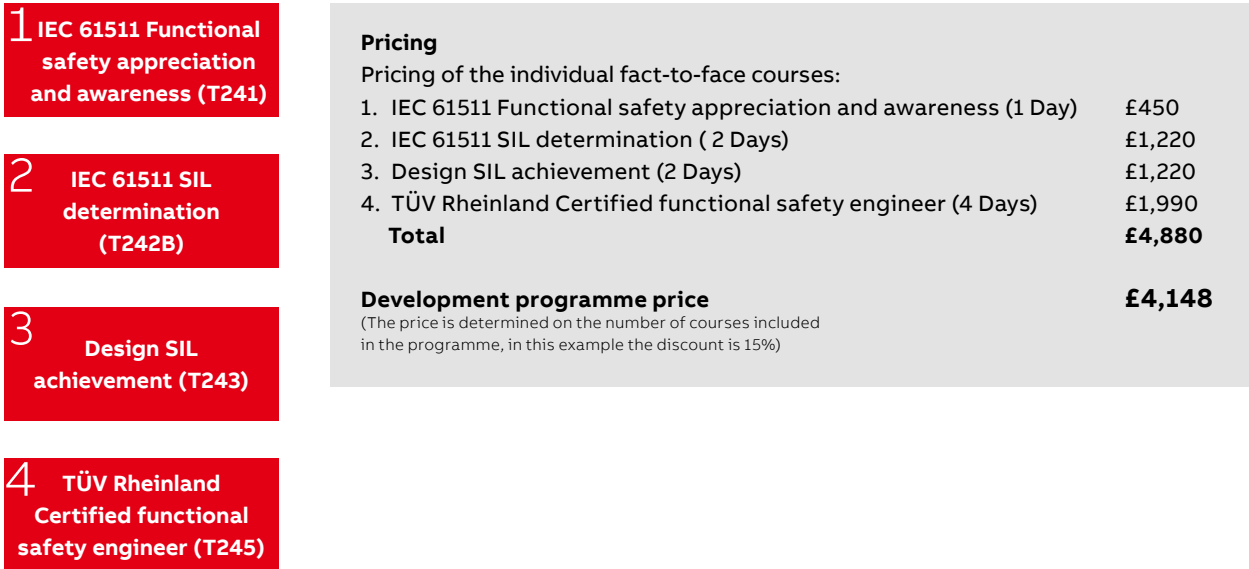 1
IEC 61511 Functional
safety appreciation
and awareness (T241)
2
IEC 61511 SIL
determination
(T242B)
3
Design SIL
achievement (T243)
4
TÜV Rheinland
Certified functional
safety engineer (T245)
Pricing
Pricing of the individual fact-to-face courses:
1. IEC 61511 Functional safety appreciation and awareness (1 Day) £450
2. IEC 61511 SIL determination ( 2 Days) £1,220
3. Design SIL achievement (2 Days) £1,220
4. TÜV Rheinland Certified functional safety engineer (4 Days) £1,990
Total £4,880
Development programme price £4,148
(The price is determined on the number of courses included
in the programme, in this example the discount is 15%)